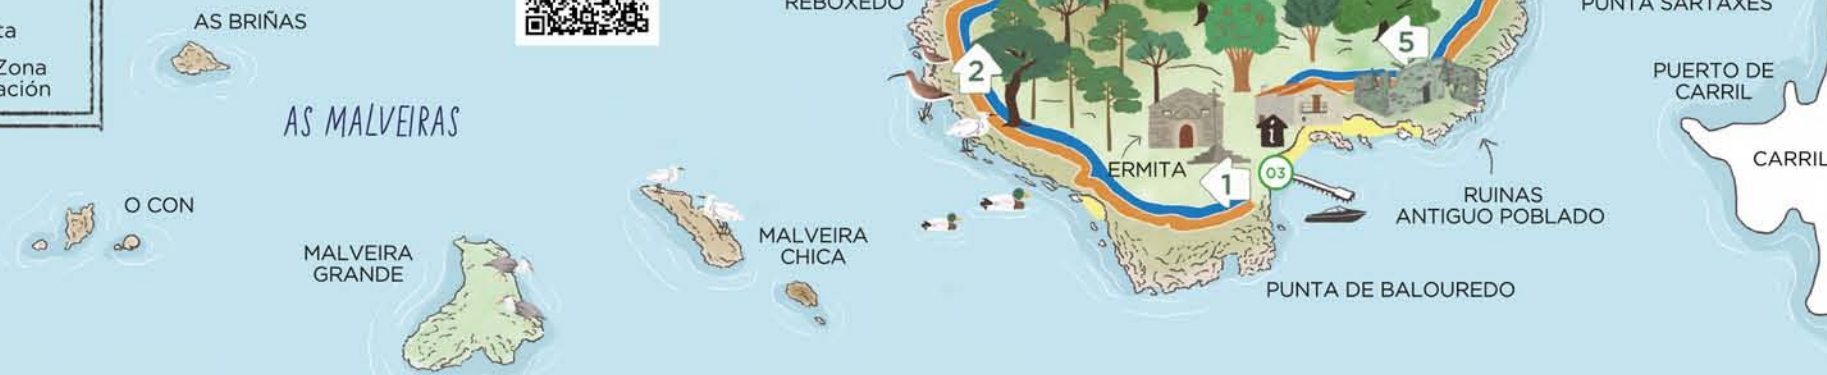 ta
Zona
ación
AS BRIÑAS
REBOXEDO
PUNTA SARTAXES
5
2
PUERTO DE
CARRIL
AS MALVEIRAS
i
CARRIL
ERMITA
1
03
O CON
RUINAS
ANTIGUO POBLADO
MALVEIRA
CHICA
MALVEIRA
GRANDE
PUNTA DE BALOUREDO